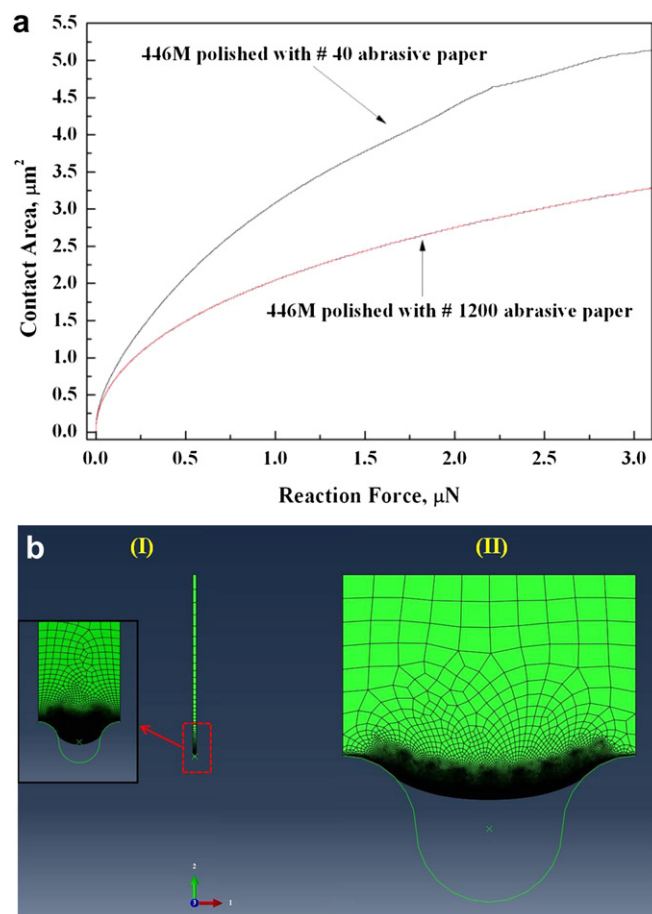 a
5.5
5.0
4.5
4.0
3.5
3.0
2.5
2.0
1.5
1.0
0.5
0.0
Contact Area, μm²
446M polished with # 40 abrasive paper
446M polished with # 1200 abrasive paper
0.0 0.5 1.0 1.5 2.0 2.5 3.0
Reaction Force, μN
b
(I)
(II)
2
3
1